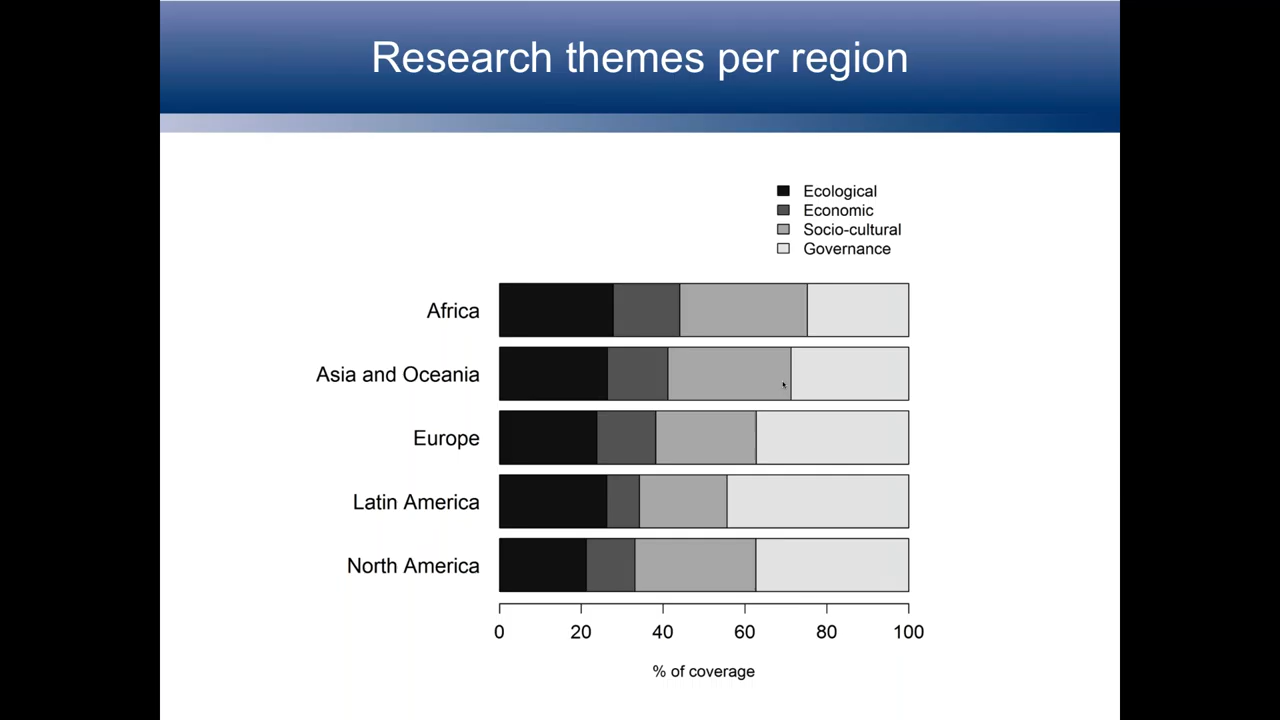 Research themes per region
Ecological
Economic
Socio-cultural
Governance
Africa
Asia and Oceania
Europe
Latin America
North America
0 20 40 60 80 100
% of coverage